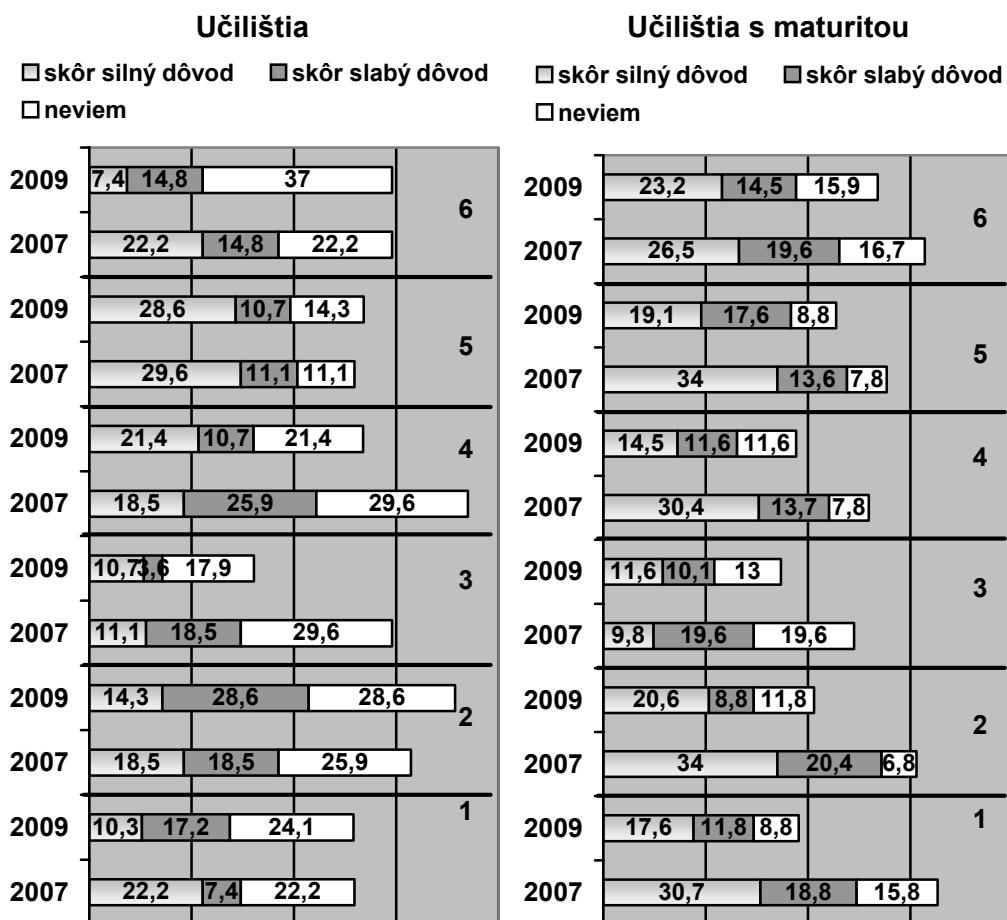 Učilištia
skôr silný dôvod skôr slabý dôvod
neviem
2009 7,4 14,8 37
6
2007 22,2 14,8 22,2
2009 28,6 10,7 14,3
5
2007 29,6 11,1 11,1
2009 21,4 10,7 21,4
4
2007 18,5 25,9 29,6
2009 10,7 3,6 17,9
3
2007 11,1 18,5 29,6
2009 14,3 28,6 28,6
2
2007 18,5 18,5 25,9
1
2009 10,3 17,2 24,1
2007 22,2 7,4 22,2
Učilištia s maturitou
skôr silný dôvod skôr slabý dôvod
neviem
2009 23,2 14,5 15,9
6
2007 26,5 19,6 16,7
2009 19,1 17,6 8,8
5
2007 34 13,6 7,8
2009 14,5 11,6 11,6
4
2007 30,4 13,7 7,8
2009 11,6 10,1 13
3
2007 9,8 19,6 19,6
2009 20,6 8,8 11,8
2
2007 34 20,4 6,8
1
2009 17,6 11,8 8,8
2007 30,7 18,8 15,8